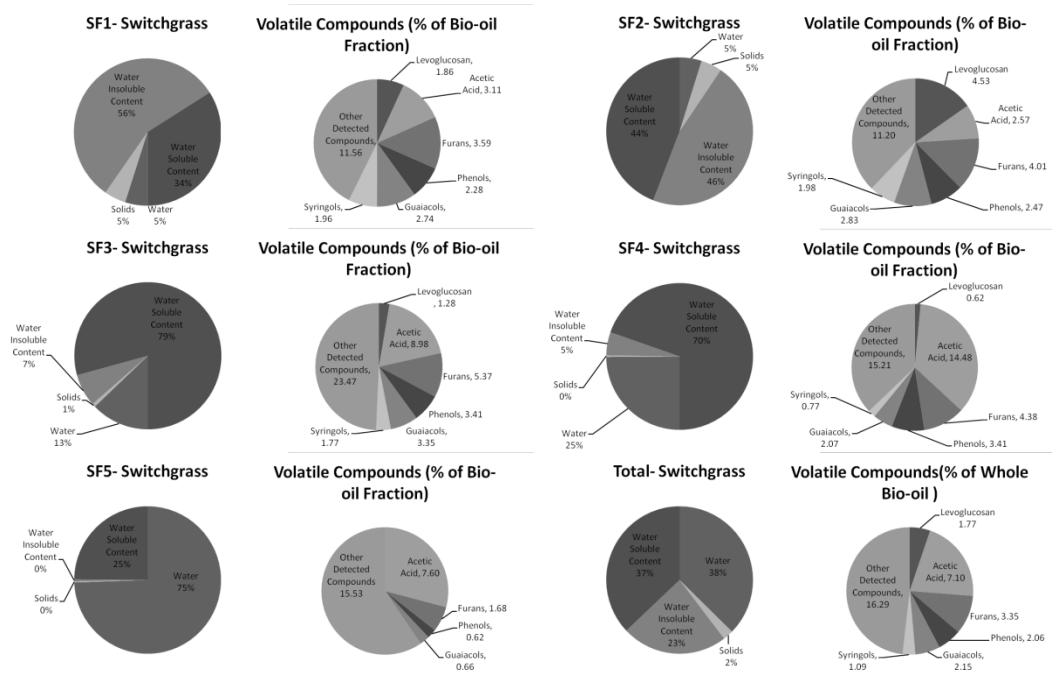 SF1- Switchgrass
Water
Insoluble
Content
56%
Water
Soluble
Content
34%
Solids
5%
Water
5%
Volatile Compounds (% of Bio-oil
Fraction)
Levoglucosan,
1.86
Acetic
Acid, 3.11
Furans, 3.59
Phenols,
2.28
Guaiacols,
2.74
Syringols,
1.96
Other
Detected
Compounds,
11.56
SF2- Switchgrass
Water
5%
Solids
5%
Water Soluble
Content
44%
Water
Insoluble Content
46%
Volatile Compounds (% of Bio-
oil Fraction)
Levoglucosan
4.53
Acetic
Acid, 2.57
Furans,
4.01
Phenols, 2.47
Guaiacols
2.83
Syringols,
1.98
Other
Detected
Compounds,
11.20
SF3- Switchgrass
Water
Soluble
Content
79%
Water
Insoluble
Content
7%
Solids
1%
Water
13%
Volatile Compounds (% of Bio-oil
Fraction)
Levoglucosan
, 1.28
Acetic
Acid, 8.98
Furans, 5.37
Phenols, 3.41
Guaiacols,
3.35
Syringols,
1.77
Other
Detected
Compounds,
23.47
SF4- Switchgrass
Water
Soluble
Content
70%
Water
Insoluble Content
5%
Solids
0%
Water
25%
Volatile Compounds (% of Bio-
oil Fraction)
Levoglucosan
0.62
Acetic
Acid, 14.48
Furans,
4.38
Phenols, 3.41
Guaiacols,
2.07
Syringols,
0.77
Other
Detected
Compounds,
15.21
SF5- Switchgrass
Water
Insoluble
Content
0%
Water
Soluble
Content
25%
Solids
0%
Water
75%
Volatile Compounds (% of Bio-
oil Fraction)
Acetic
Acid, 7.60
Furans, 1.68
Phenols,
0.62
Guaiacols,
0.66
Other
Detected
Compounds
15.53
Total- Switchgrass
Water
Soluble
Content
37%
Water
38%
Water
Insoluble
Content
23%
Solids
2%
Volatile Compounds(% of Whole
Bio-oil )
Levoglucosan
1.77
Acetic
Acid, 7.10
Furans,
3.35
Phenols, 2.06
Guaiacols,
2.15
Syringols,
1.09
Other
Detected
Compounds,
16.29